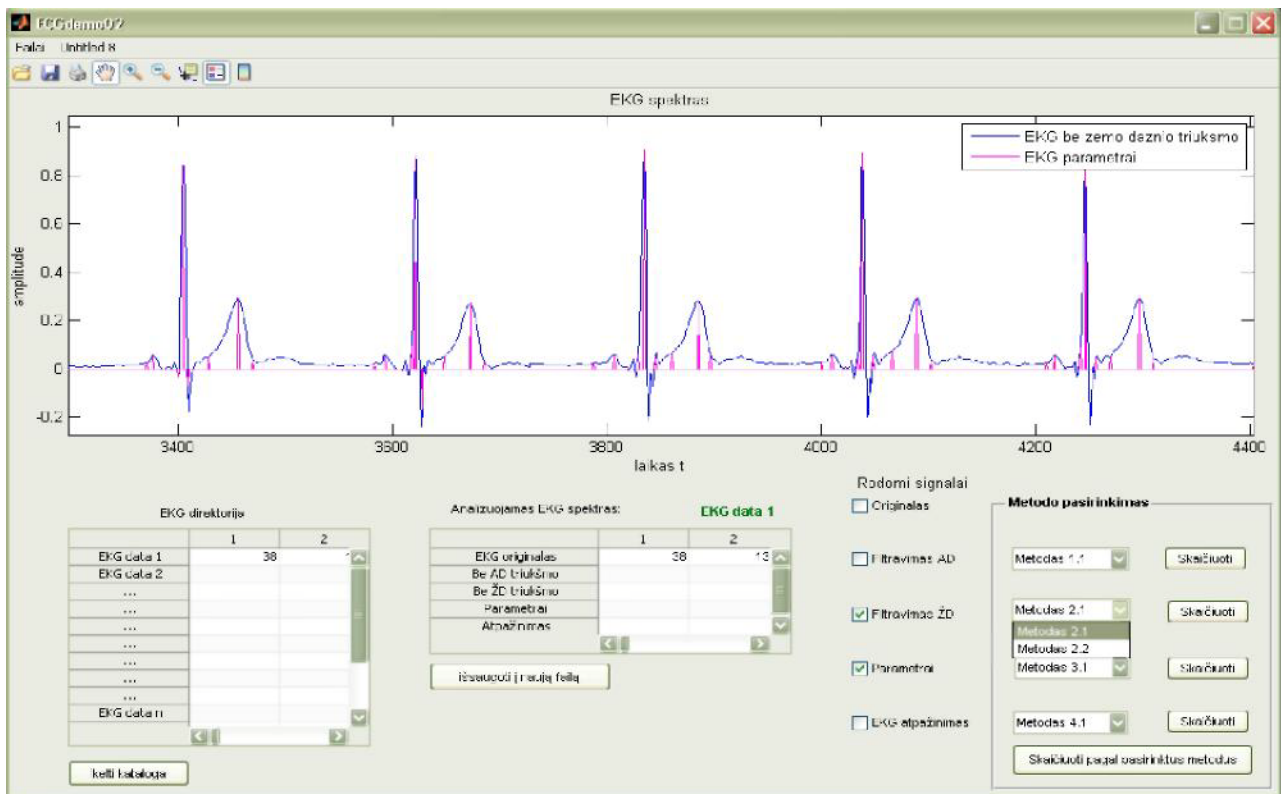 ECGdemo02
Failai Untitled 8
EKG spektras
EKG be zemo daznio triuksmo
EKG parametrai
1
0.8
0.6
0.4
0.2
0
-0.2
amplitude
3400 3600 3800 4000 4200 4400
laikas t
Rodomi signalai
EKG direktorija
1 2
EKG data 1 38 1
EKG data 2
...
...
...
...
...
...
...
EKG data n
kelti kataloga
Analizuojamas EKG spektras: EKG data 1
1 2
EKG originalas 38 13
Be AD triukšmo
Be ŽD triukšmo
Parametrai
Atpažinimas
išsaugoti į naują failą
Originalas
Filtravimas AD
Filtravimas ŽD
Parametrai
EKG atpažinimas
Metodo pasirinkimas
Metodas 1.1 Skaičiuoti
Metodas 2.1 Skaičiuoti
Metodas 2.1
Metodas 2.2
Metodas 3.1 Skaičiuoti
Metodas 4.1 Skaičiuoti
Skaičiuoti pagal pasirinktus metodus